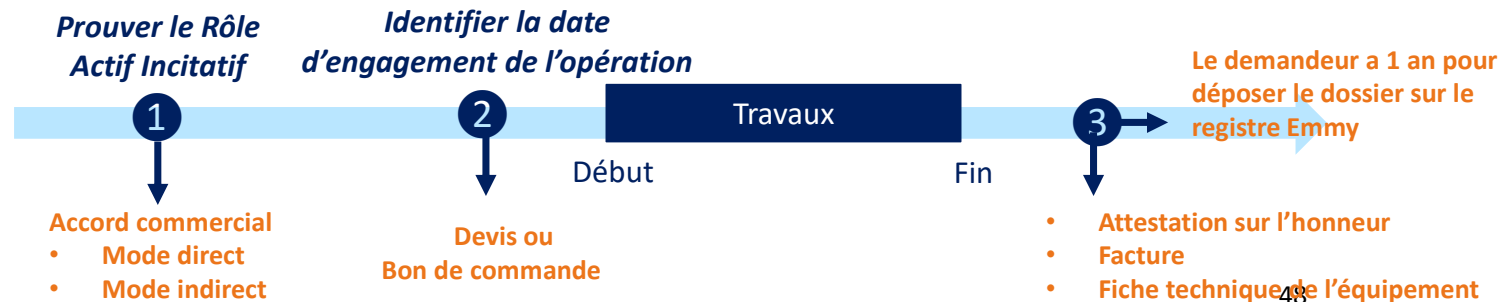 Prouver le Rôle
Actif Incitatif
Identifier la date
d'engagement de l'opération
Le demandeur a 1 an pour
déposer le dossier sur le
registre Emmy
1
2
Travaux
3
Début
Fin
Accord commercial
• Mode direct
• Mode indirect
Devis ou
Bon de commande
• Attestation sur l'honneur
• Facture
• Fiche technique de l'équipement
48